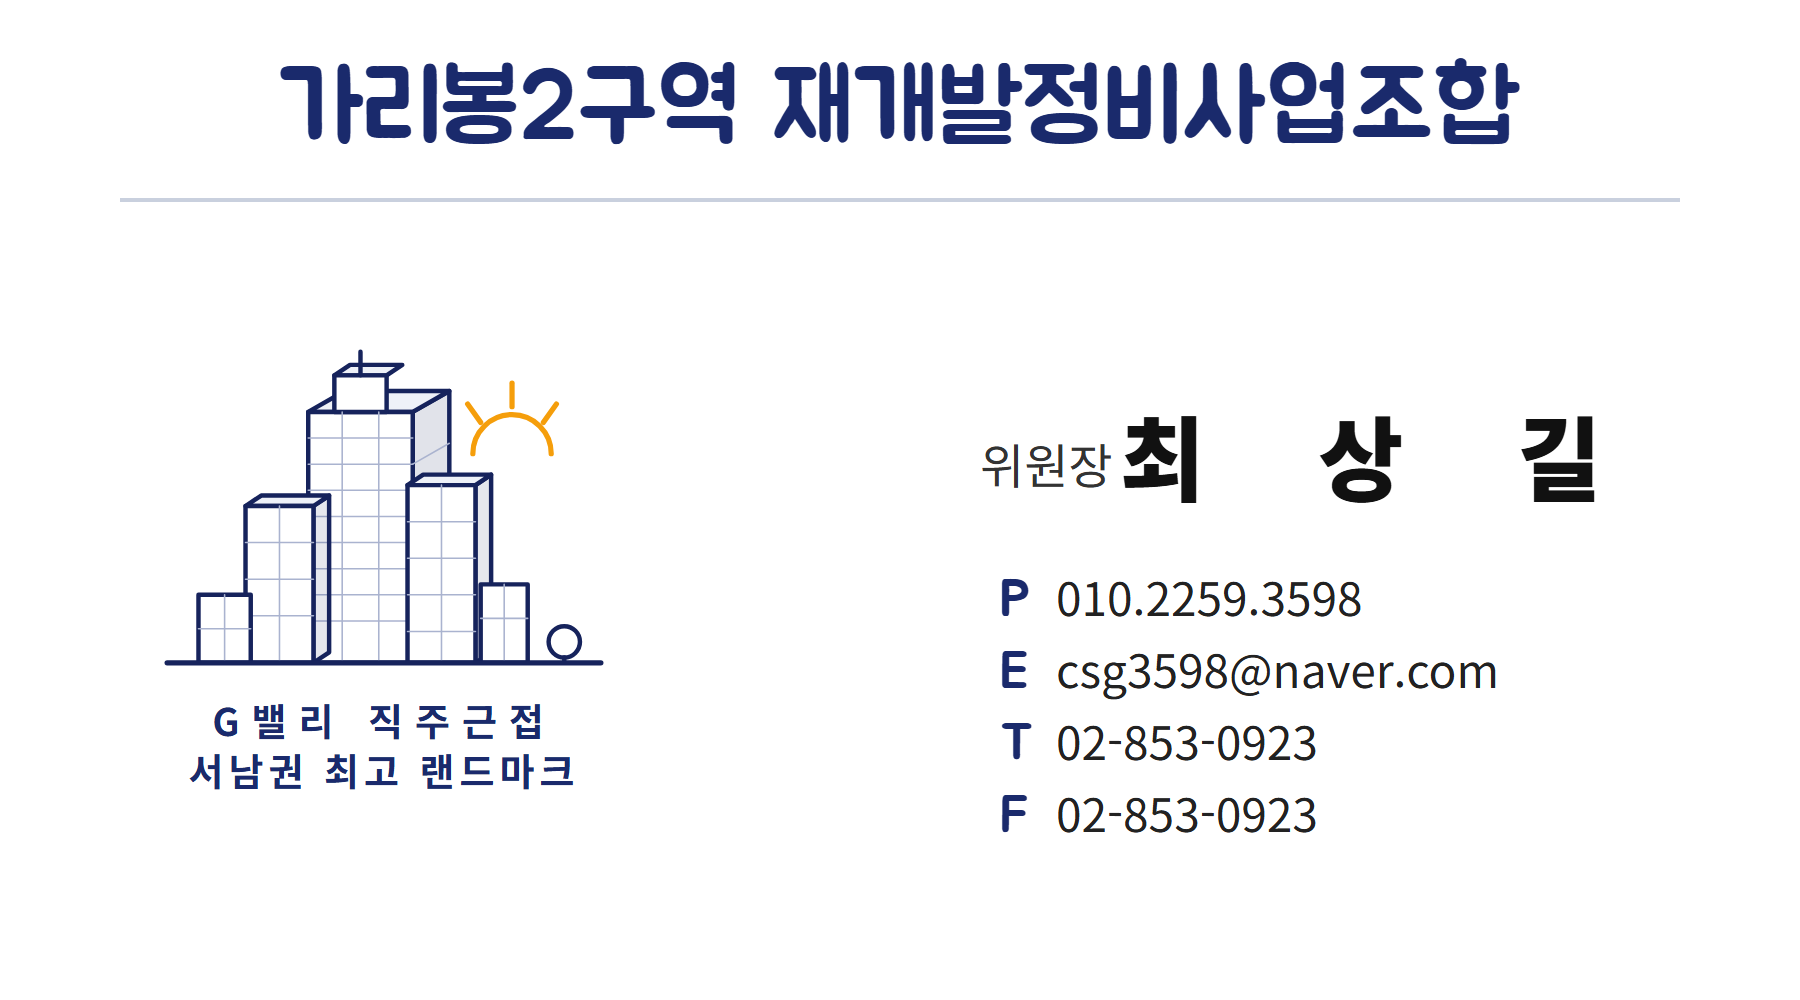 가리봉2구역 재개발정비사업조합
위원장 최 상 길
P 010.2259.3598
E csg3598@naver.com
T 02-853-0923
F 02-853-0923
G밸리 직주근접
서남권 최고 랜드마크